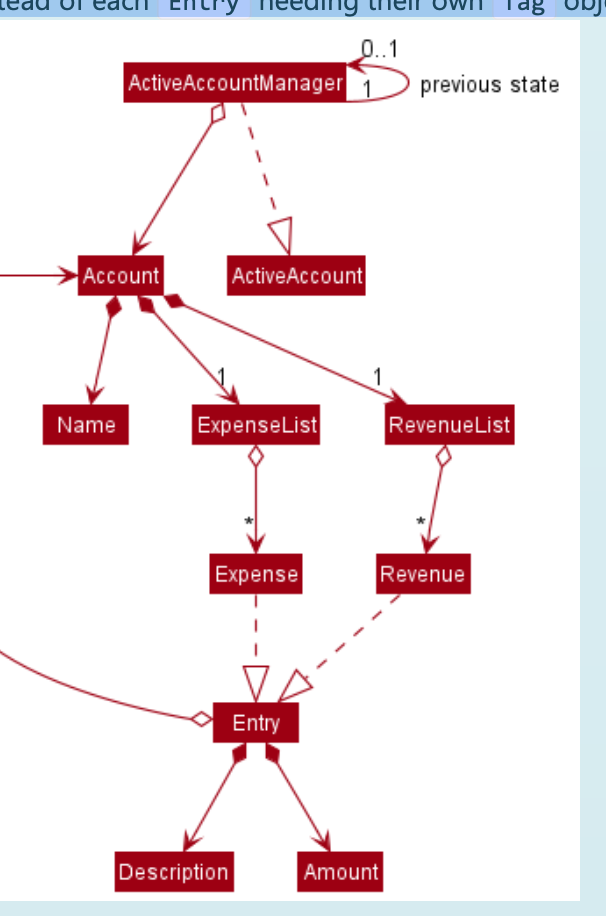 tead of each Entry needing their own Tag obj
0..1
ActiveAccountManager
1
previous state
Account
ActiveAccount
1
1
Name
ExpenseList
RevenueList
*
*
Expense
Revenue
Entry
Description
Amount